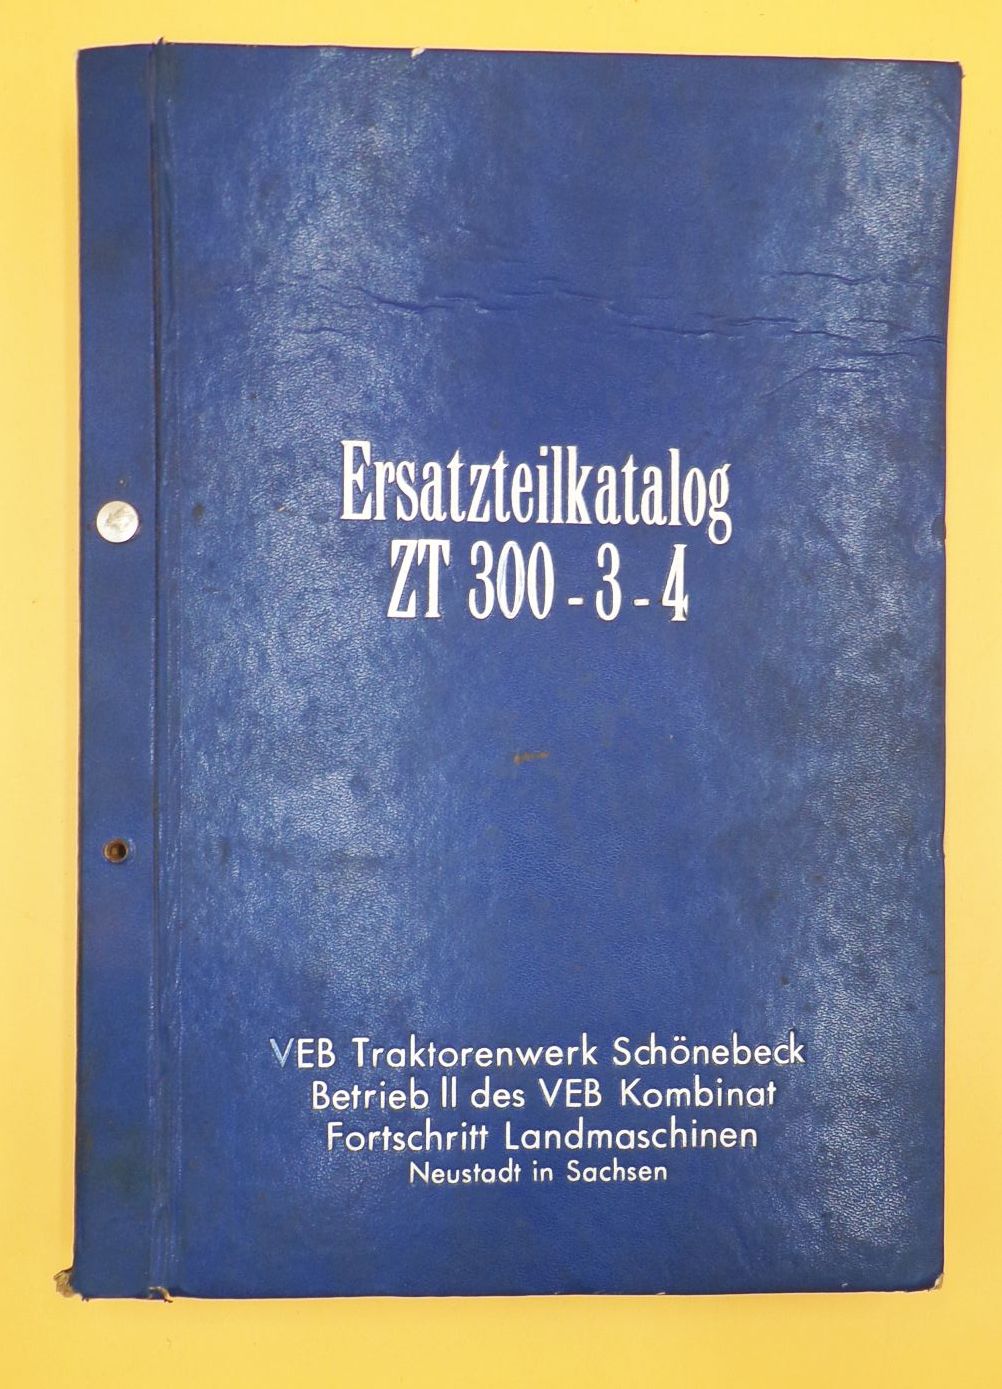 Ersatzteilkatalog
ZT 300 - 3 - 4
VEB Traktorenwerk Schönebeck
Betrieb II des VEB Kombinat
Fortschritt Landmaschinen
Neustadt in Sachsen